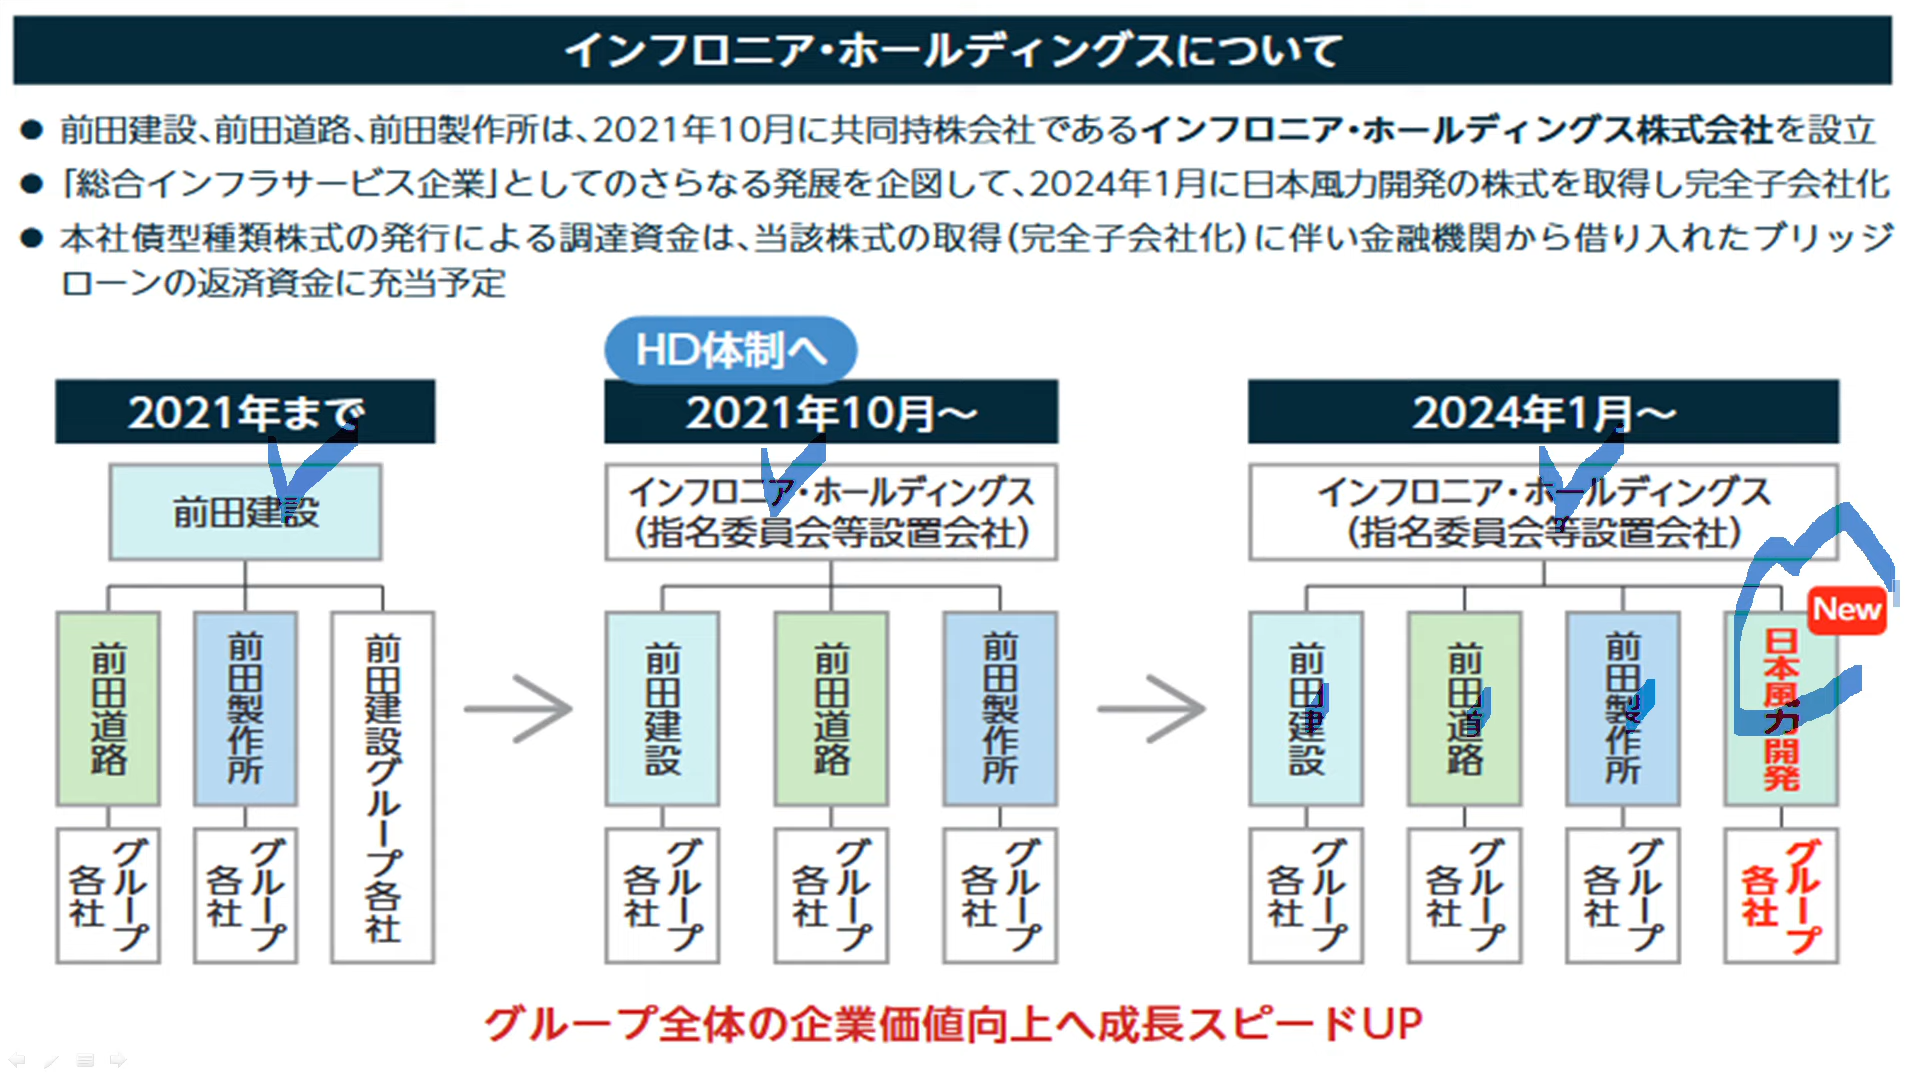 インフロニア・ホールディングスについて
● 前田建設、前田道路、前田製作所は、2021年10月に共同持株会社であるインフロニア・ホールディングス株式会社を設立
● 「総合インフラサービス企業」としてのさらなる発展を企図して、2024年1月に日本風力開発の株式を取得し完全子会社化
● 本社債型種類株式の発行による調達資金は、当該株式の取得(完全子会社化)に伴い金融機関から借り入れたブリッジ
ローンの返済資金に充当予定
2021年まで
前田建設
前田道路
前田製作所
前田建設グループ各社
グループ
各社
グループ
各社
HD体制へ
2021年10月～
インフロニア・ホールディングス
(指名委員会等設置会社)
前田建設
前田道路
前田製作所
グループ
各社
グループ
各社
グループ
各社
2024年1月～
インフロニア・ホールディングス
(指名委員会等設置会社)
前田建設
前田道路
前田製作所
New
日本風力開発
グループ
各社
グループ
各社
グループ
各社
グループ
各社
グループ全体の企業価値向上へ成長スピードUP